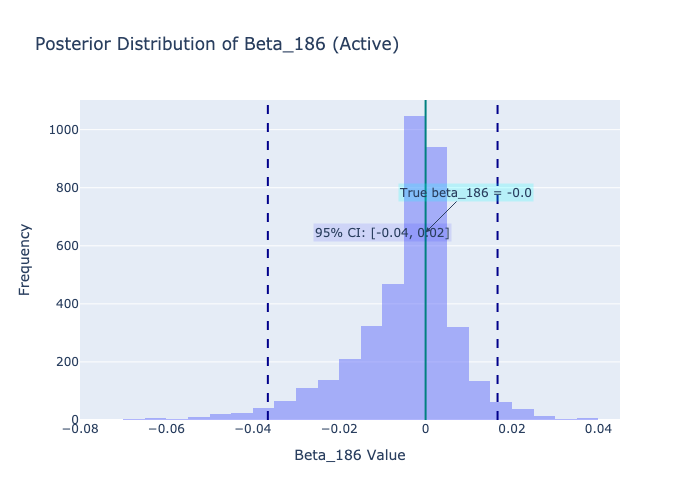 Posterior Distribution of Beta_186 (Active)
1000
True beta_186 = -0.0
800
95% CI: [-0.04, 0.02]
600
Frequency
400
200
0
−0.08
−0.06
−0.04
−0.02
0
0.02
0.04
Beta_186 Value